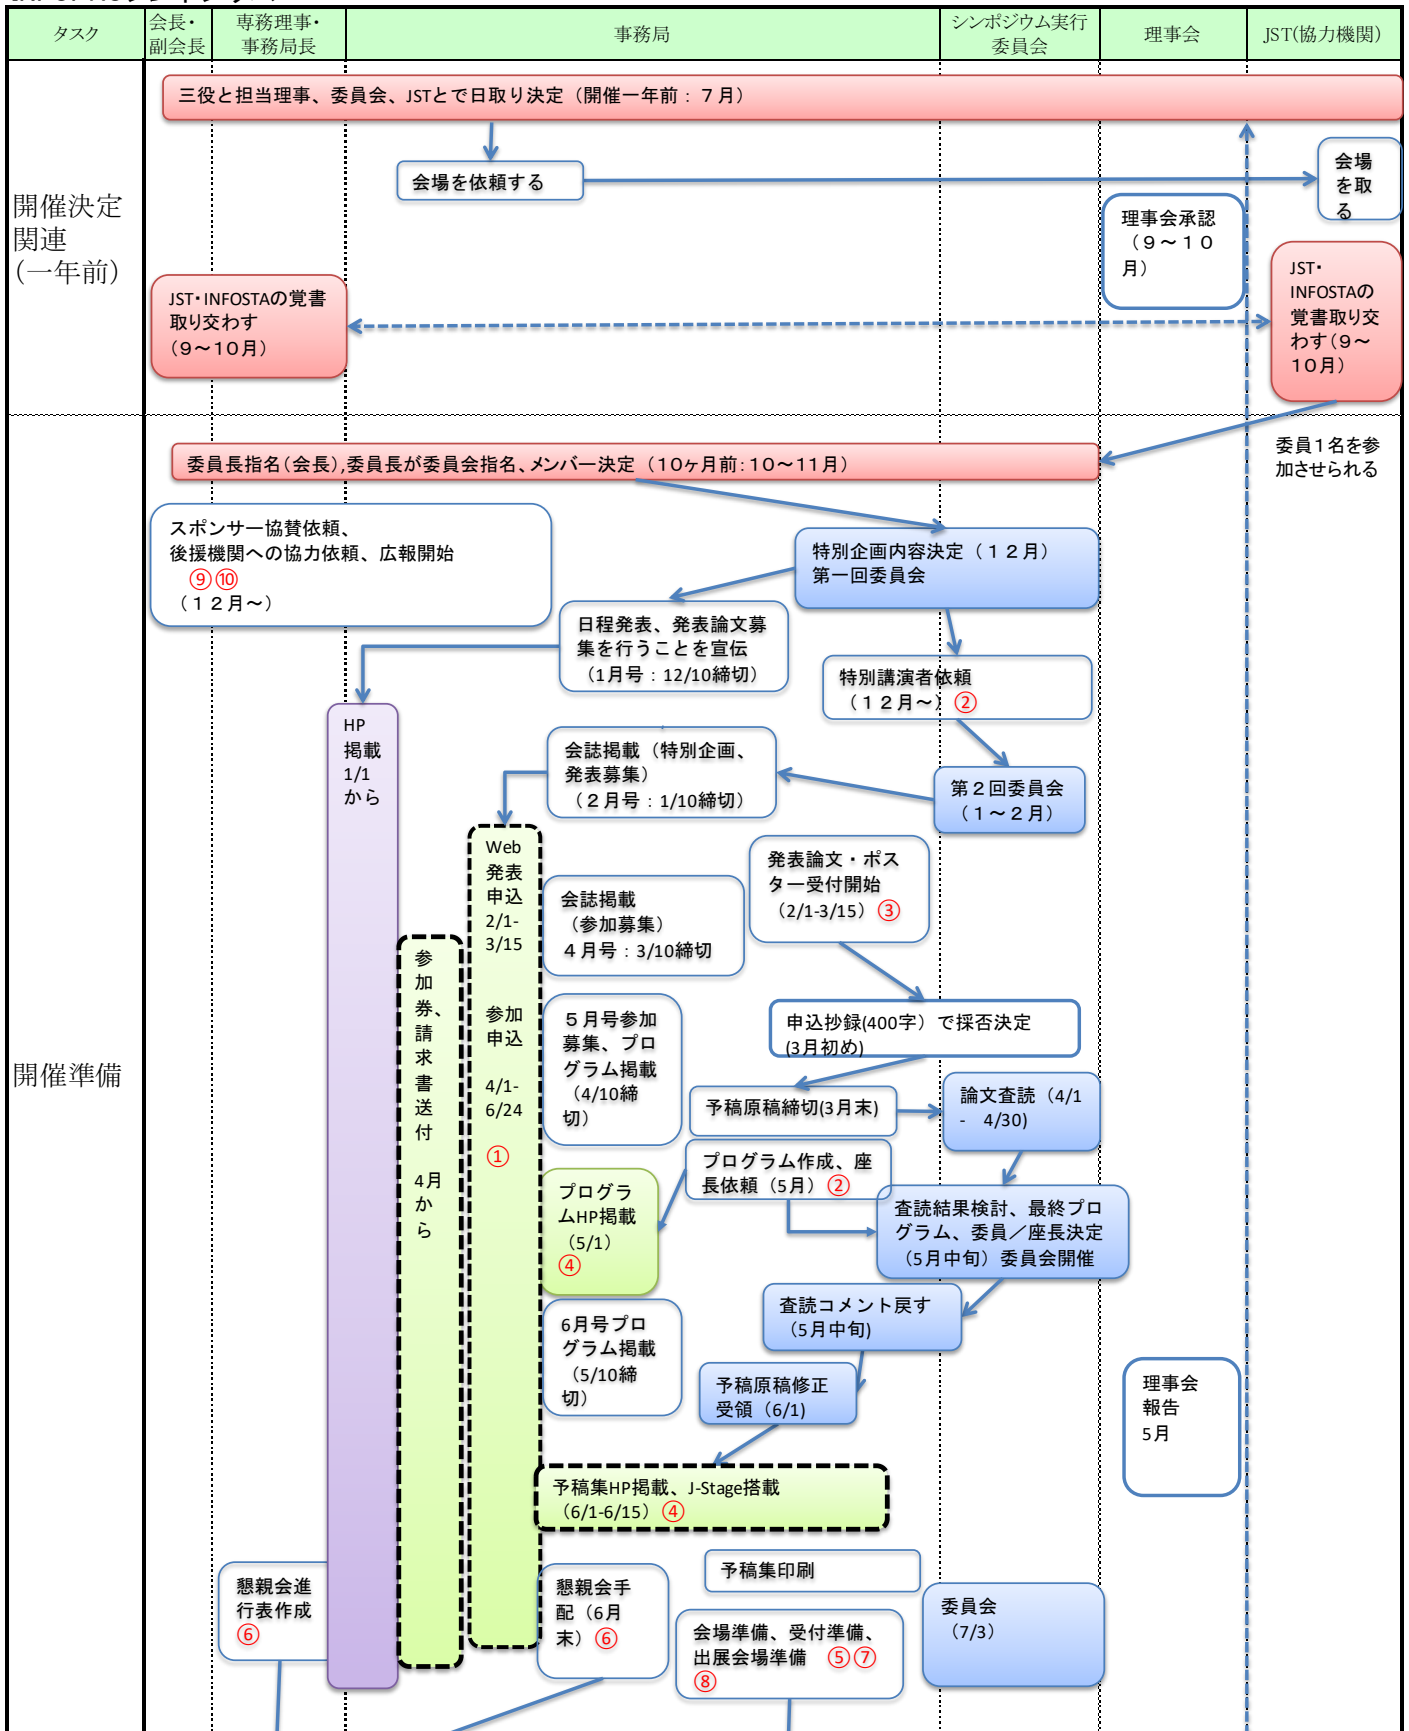 タスク
会長・
副会長
専務理事・
事務局長
事務局
シンポジウム実行
委員会
理事会
JST(協力機関)
開催決定
関連
(一年前)
三役と担当理事、委員会、JSTとで日取り決定（開催一年前：７月）
会場を依頼する
会場
を取
る
理事会承認
（９〜１０
月）
JST・INFOSTAの覚書
取り交わす
（９〜１０月）
JST・
INFOSTAの
覚書取り交
わす（９〜
１０月）
開催準備
委員長指名（会長）,委員長が委員会指名、メンバー決定（１０ヶ月前：１０〜１１月）
委員１名を参
加させられる
スポンサー協賛依頼、
後援機関への協力依頼、広報開始
⑨⑩
（１２月〜）
特別企画内容決定（１２月）
第一回委員会
日程発表、発表論文募
集を行うことを宣伝
（1月号：12/10締切）
特別講演者依頼
（１２月〜）②
HP
掲載
1/1
から
会誌掲載（特別企画、
発表募集）
（２月号：1/10締切）
第２回委員会
（１〜２月）
Web
発表
申込
2/1-
3/15
参加
申込
4/1-
6/24
①
発表論文・ポス
ター受付開始
（2/1-3/15）③
会誌掲載
（参加募集）
４月号：3/10締切
参
加
券、
請
求
書
送
付
4月
か
ら
５月号参加
募集、プロ
グラム掲載
（4/10締
切）
申込抄録(400字）で採否決定
(3月初め)
予稿原稿締切(3月末)
論文査読（4/1
-　4/30)
プログラム作成、座
長依頼（5月）②
プログラ
ムHP掲載
（5/1）
④
査読結果検討、最終プロ
グラム、委員／座長決定
（5月中旬）委員会開催
査読コメント戻す
（5月中旬)
6月号プロ
グラム掲載
（5/10締
切）
予稿原稿修正
受領（6/1)
理事会
報告
5月
予稿集HP掲載、J-Stage搭載
（6/1-6/15）④
予稿集印刷
懇親会進
行表作成
⑥
懇親会手
配（6月
末）⑥
会場準備、受付準備、
出展会場準備　⑤⑦
⑧
委員会
（7/3）